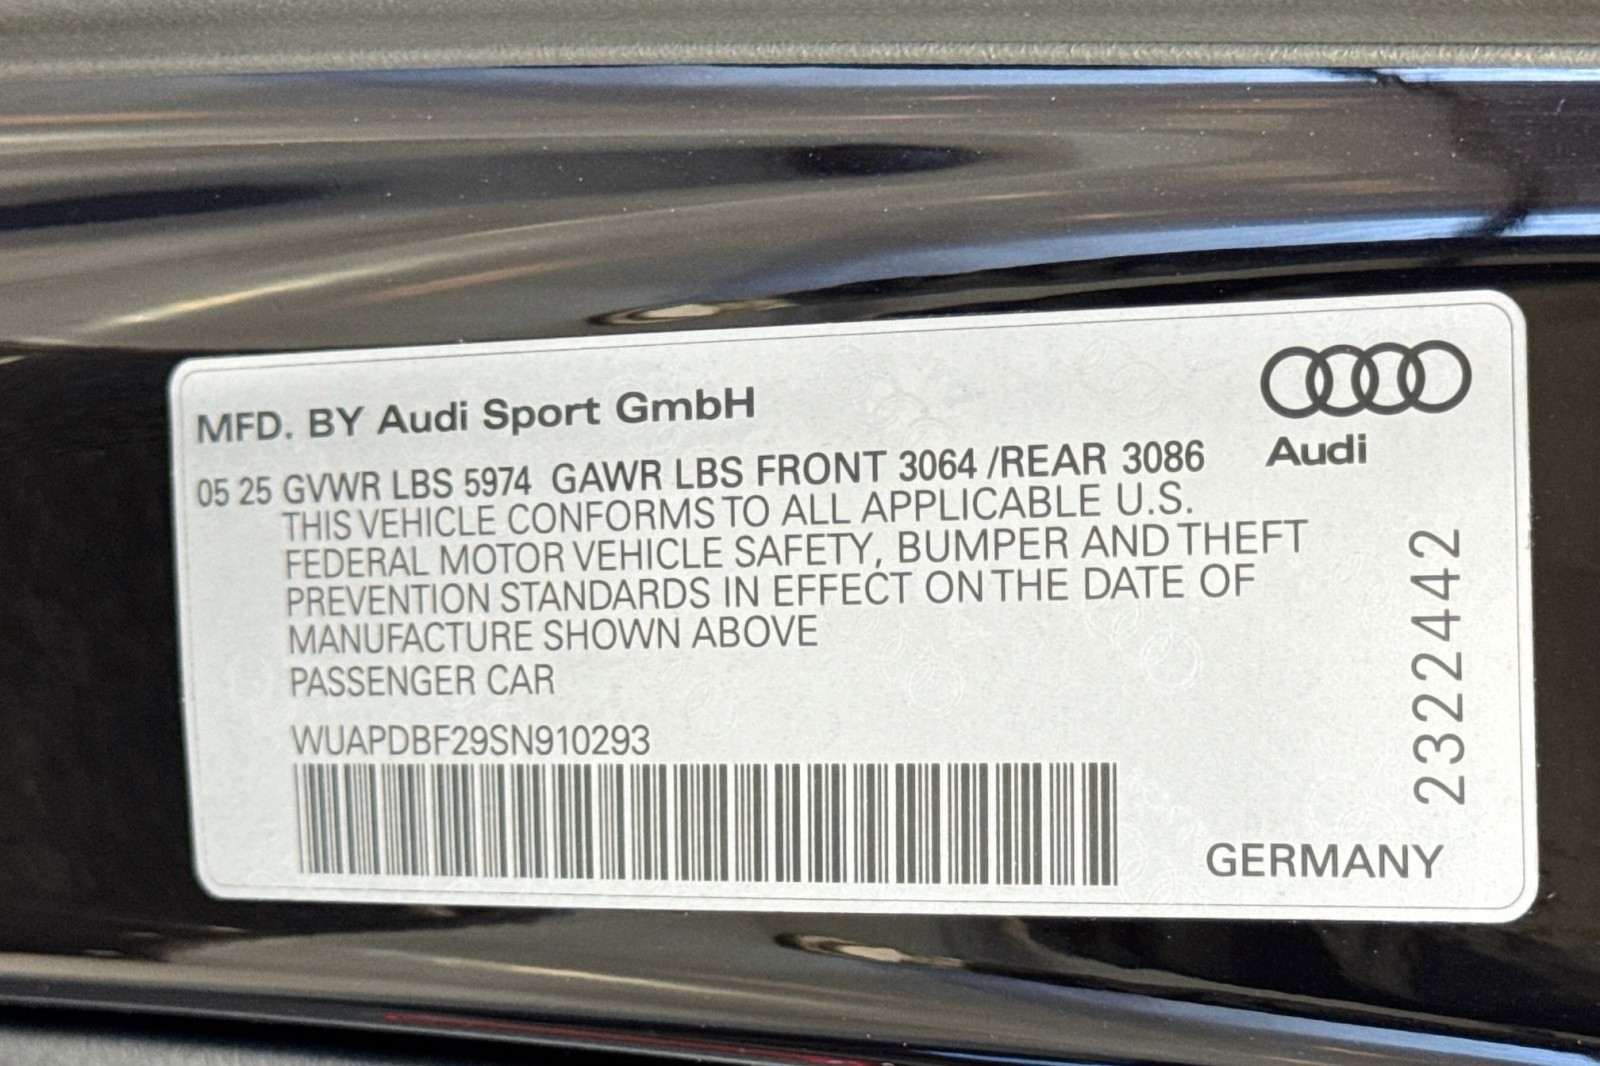 MFD. BY Audi Sport GmbH
Audi
05 25 GVWR LBS 5974 GAWR LBS FRONT 3064 /REAR 3086
THIS VEHICLE CONFORMS TO ALL APPLICABLE U.S.
FEDERAL MOTOR VEHICLE SAFETY, BUMPER AND THEFT
PREVENTION STANDARDS IN EFFECT ON THE DATE OF
MANUFACTURE SHOWN ABOVE
PASSENGER CAR
WUAPDBF29SN910293
2322442
GERMANY